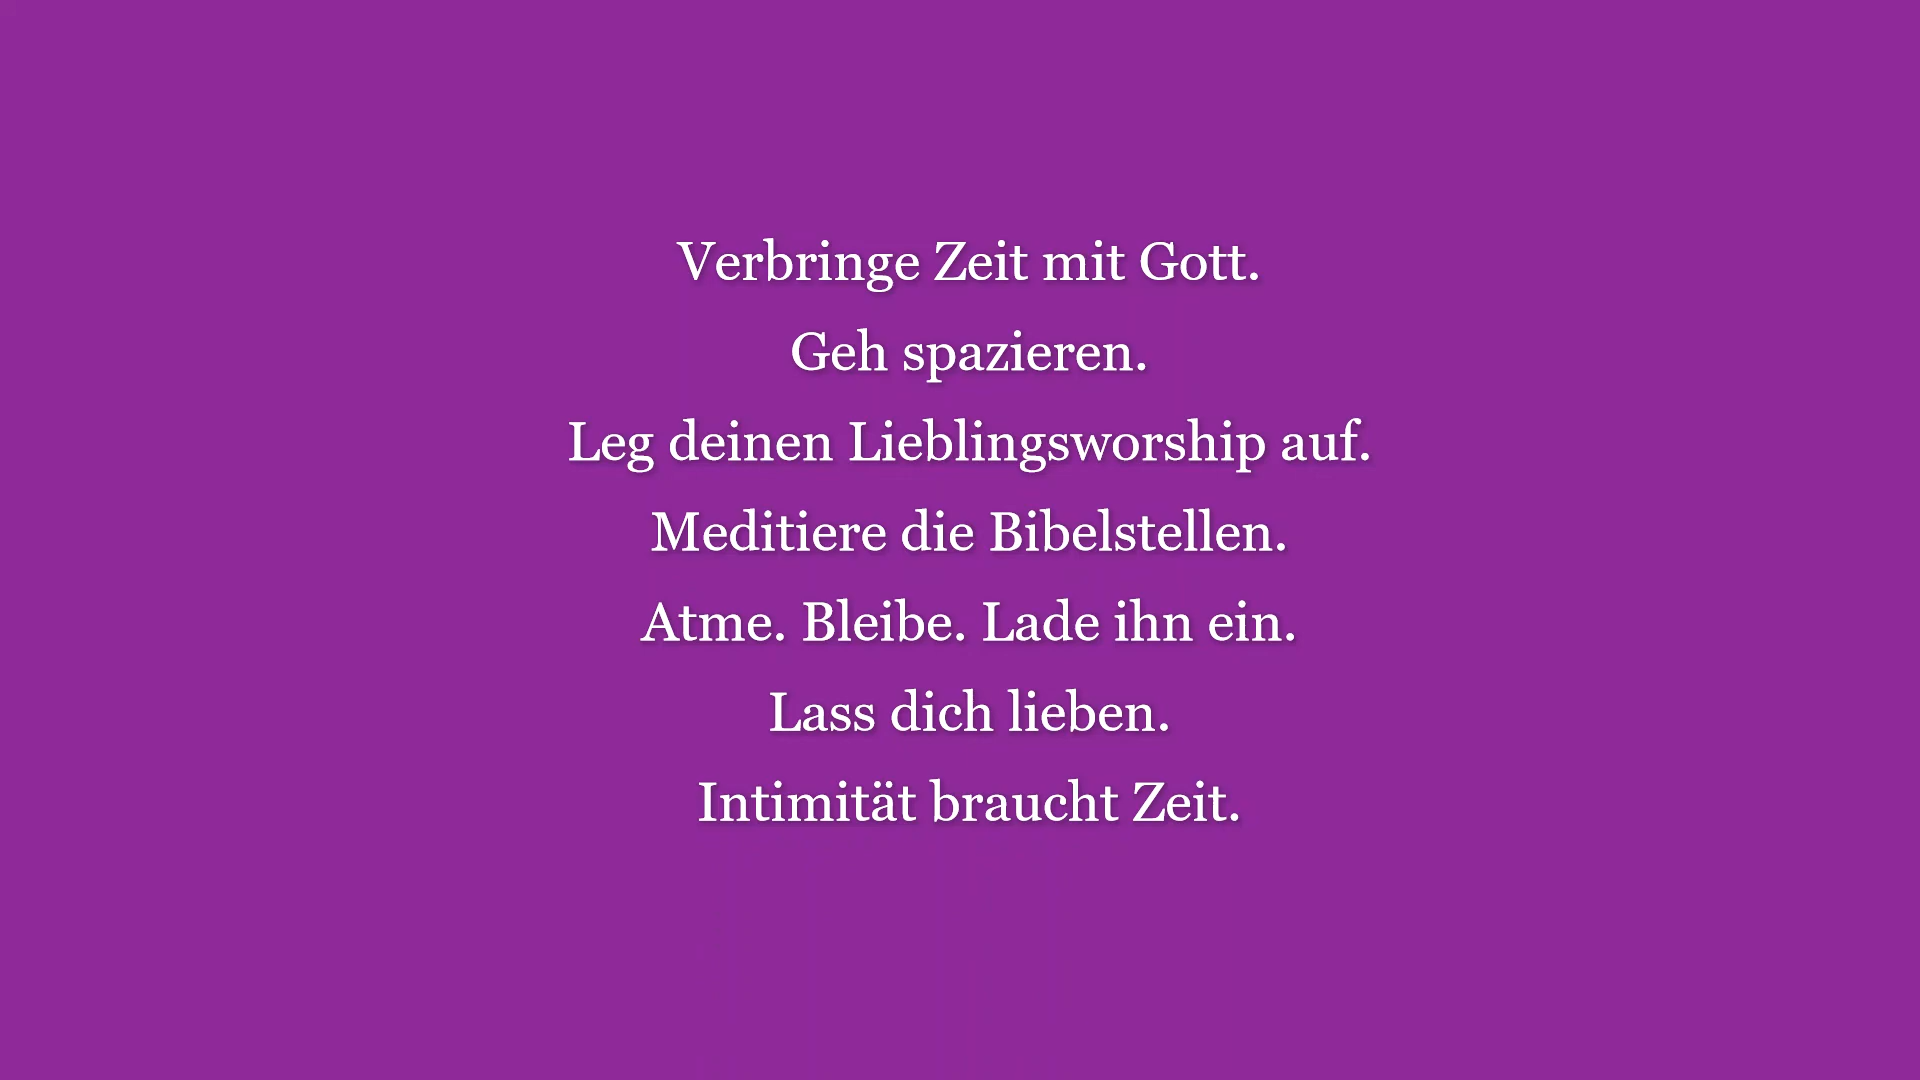 Verbringe Zeit mit Gott.
Geh spazieren.
Leg deinen Lieblingsworship auf.
Meditiere die Bibelstellen.
Atme. Bleibe. Lade ihn ein.
Lass dich lieben.
Intimität braucht Zeit.